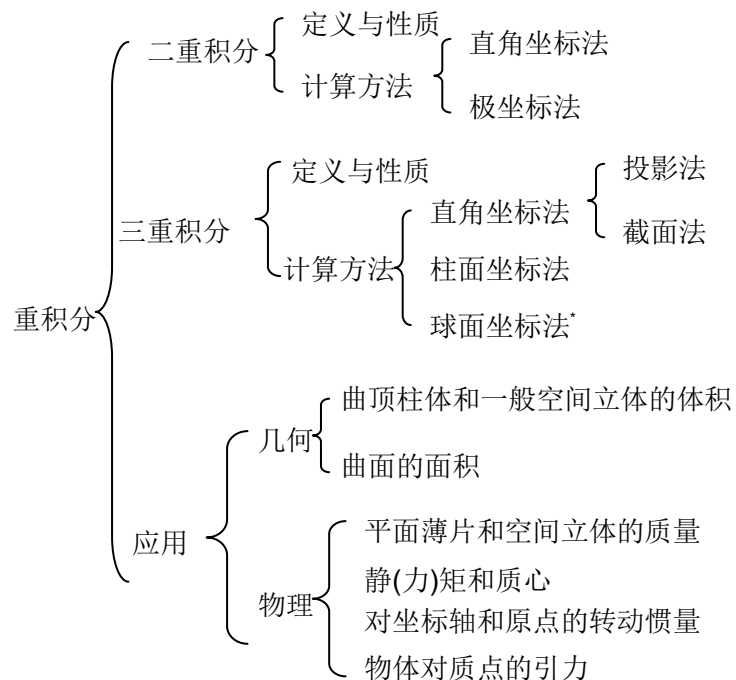 重积分
二重积分
定义与性质
计算方法
直角坐标法
极坐标法
三重积分
定义与性质
计算方法
直角坐标法
投影法
截面法
柱面坐标法
球面坐标法*
应用
几何
曲顶柱体和一般空间立体的体积
曲面的面积
物理
平面薄片和空间立体的质量
静(力)矩和质心
对坐标轴和原点的转动惯量
物体对质点的引力